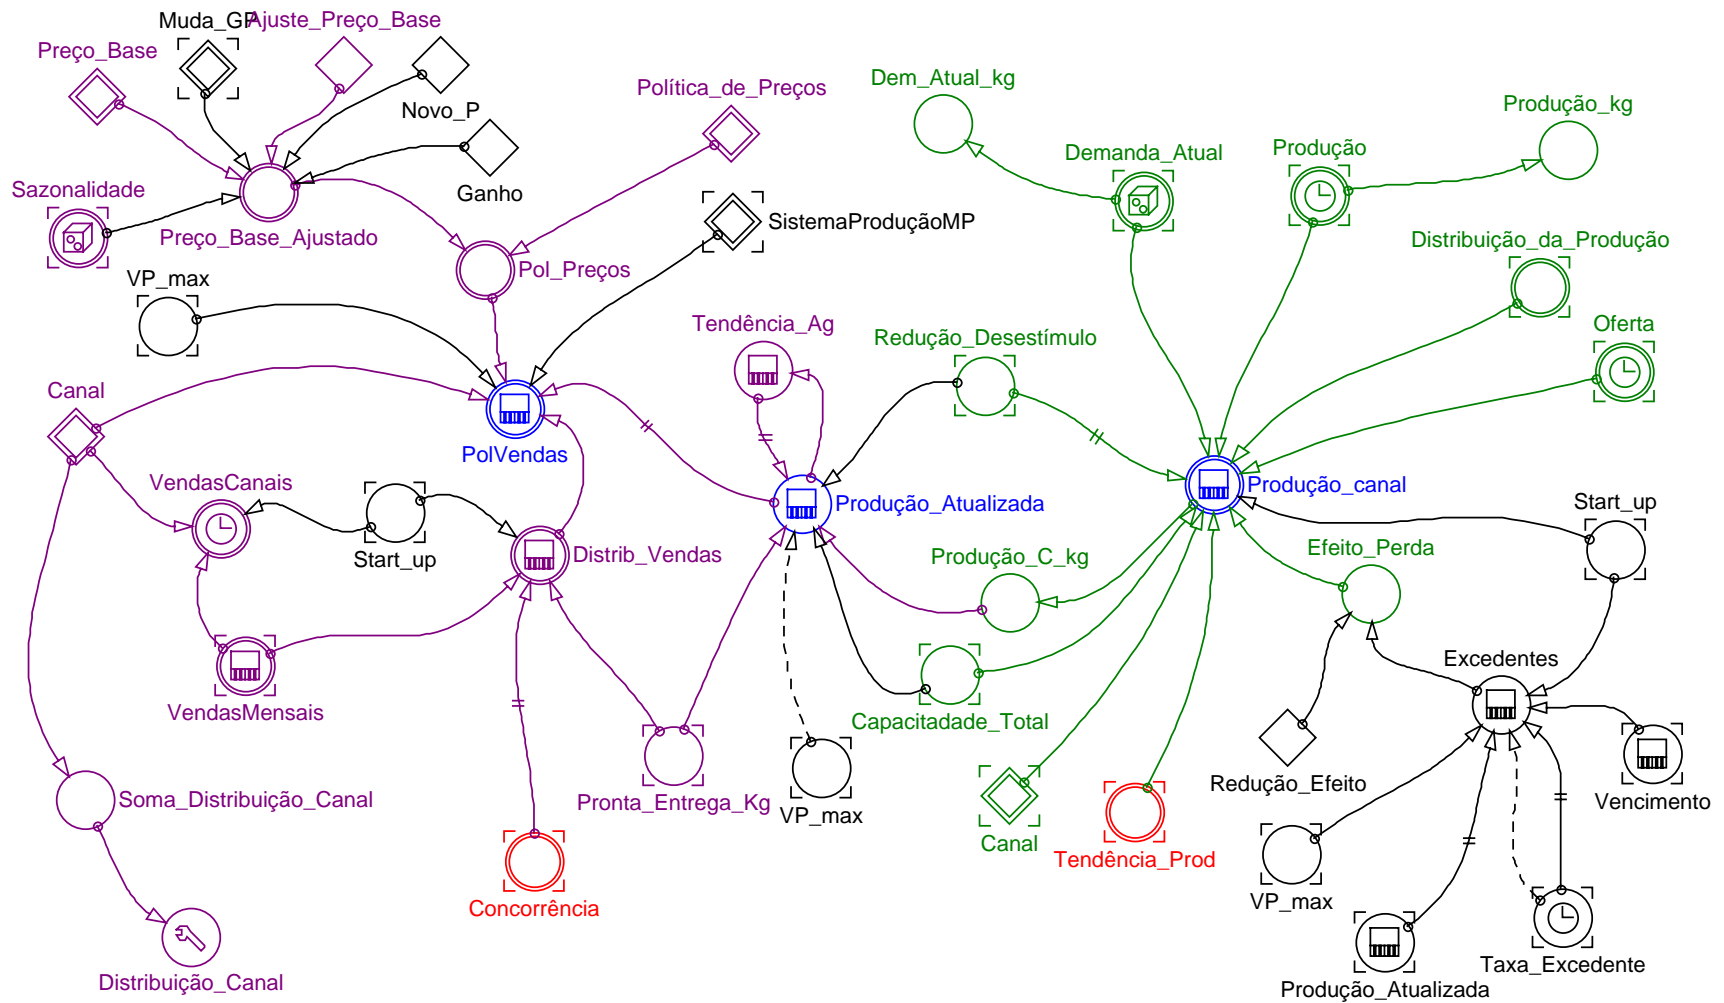 Muda_GP
Ajuste_Preço_Base
Preço_Base
Novo_P
Política_de_Preços
Dem_Atual_kg
Produção_kg
Demanda_Atual
Produção
Sazonalidade
Ganho
Preço_Base_Ajustado
SistemaProduçãoMP
Distribuição_da_Produção
VP_max
Pol_Preços
Tendência_Ag
Redução_Desestímulo
Oferta
Canal
PolVendas
VendasCanais
Produção_Atualizada
Produção_canal
Start_up
Start_up
Distrib_Vendas
Produção_C_kg
Efeito_Perda
VendasMensais
Excedentes
Capacitadade_Total
Soma_Distribuição_Canal
Pronta_Entrega_Kg
VP_max
Canal
Tendência_Prod
Redução_Efeito
Vencimento
Concorrência
VP_max
Distribuição_Canal
Produção_Atualizada
Taxa_Excedente